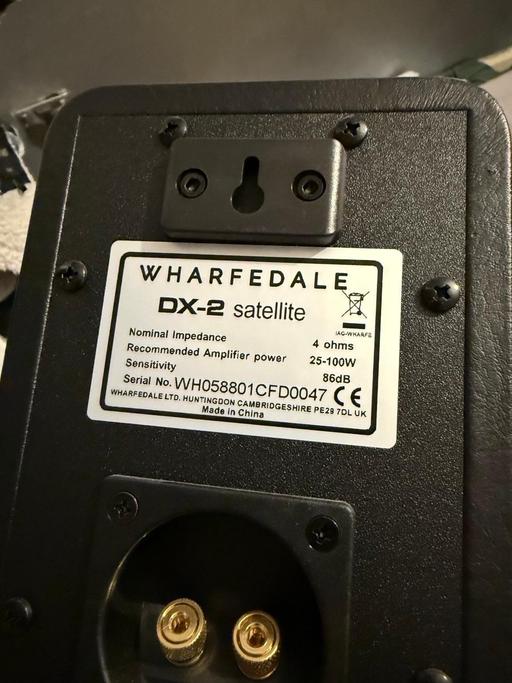 WHARFEDALE
DX-2 satellite
IAG-WHARFE
Nominal Impedance 4 ohms
Recommended Amplifier power 25-100W
Sensitivity 86dB
Serial No. WH058801CFD0047 CE
WHARFEDALE LTD. HUNTINGDON CAMBRIDGESHIRE PE29 7DL UK
Made in China